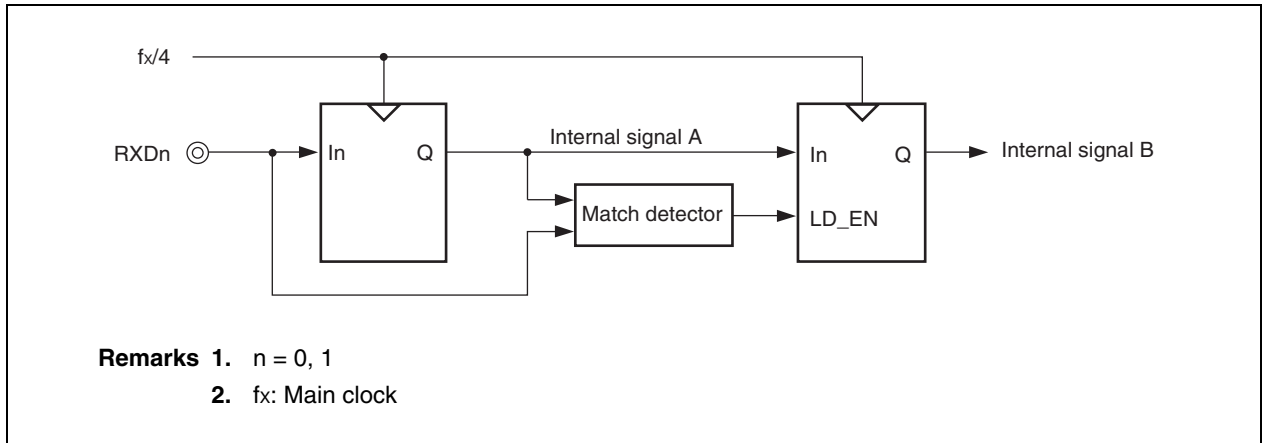 fx/4
RXDn
In
Q
Internal signal A
In
Q
Internal signal B
Match detector
LD_EN
Remarks 1. n = 0, 1
2. fx: Main clock